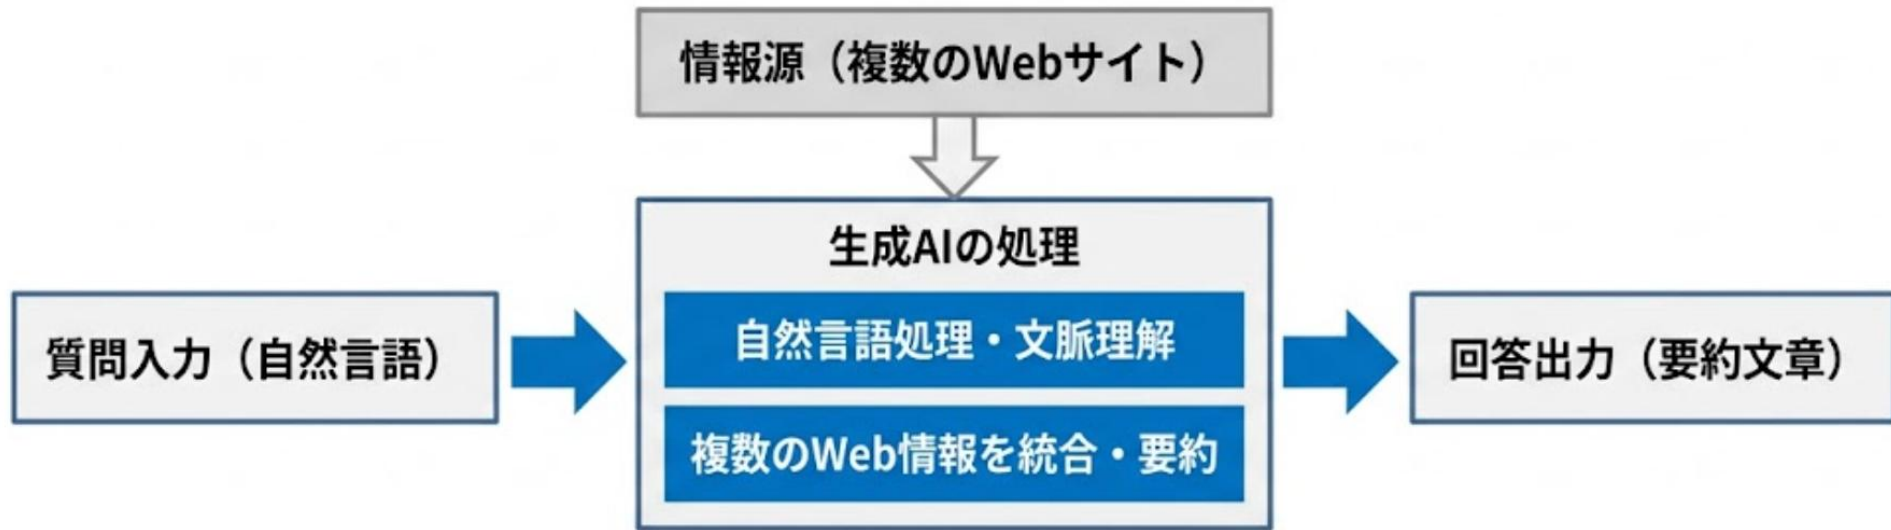 情報源（複数のWebサイト）
生成AIの処理
質問入力（自然言語）
自然言語処理・文脈理解
複数のWeb情報を統合・要約
回答出力（要約文章）